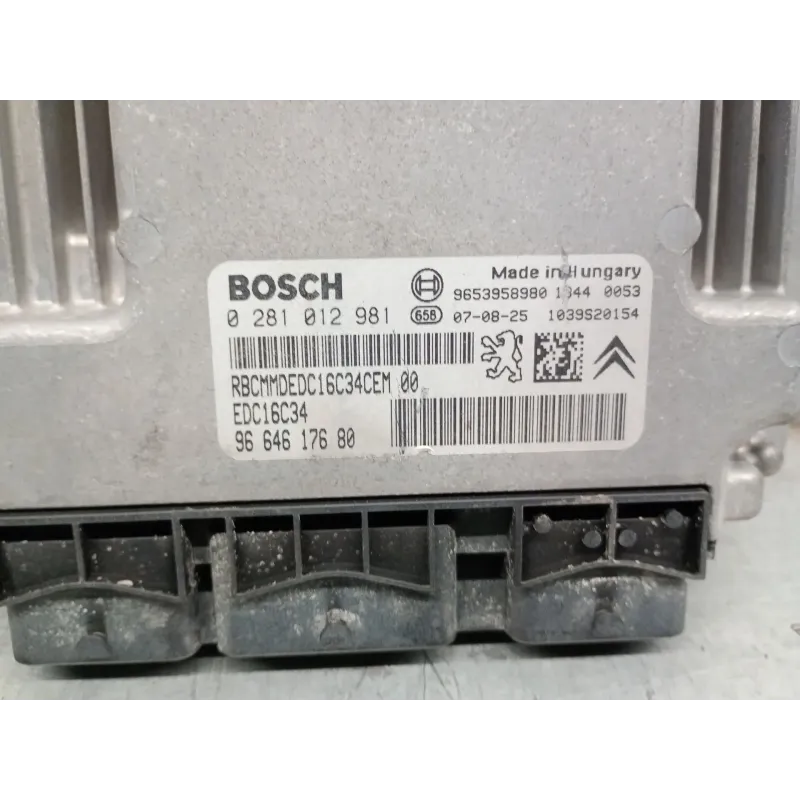 BOSCH
Made in Hungary
9653958980 1844 0053
0 281 012 981 658 07-08-25 1039S20154
RBCMMDEDC16C34CEM 00
EDC16C34
96 646 176 80